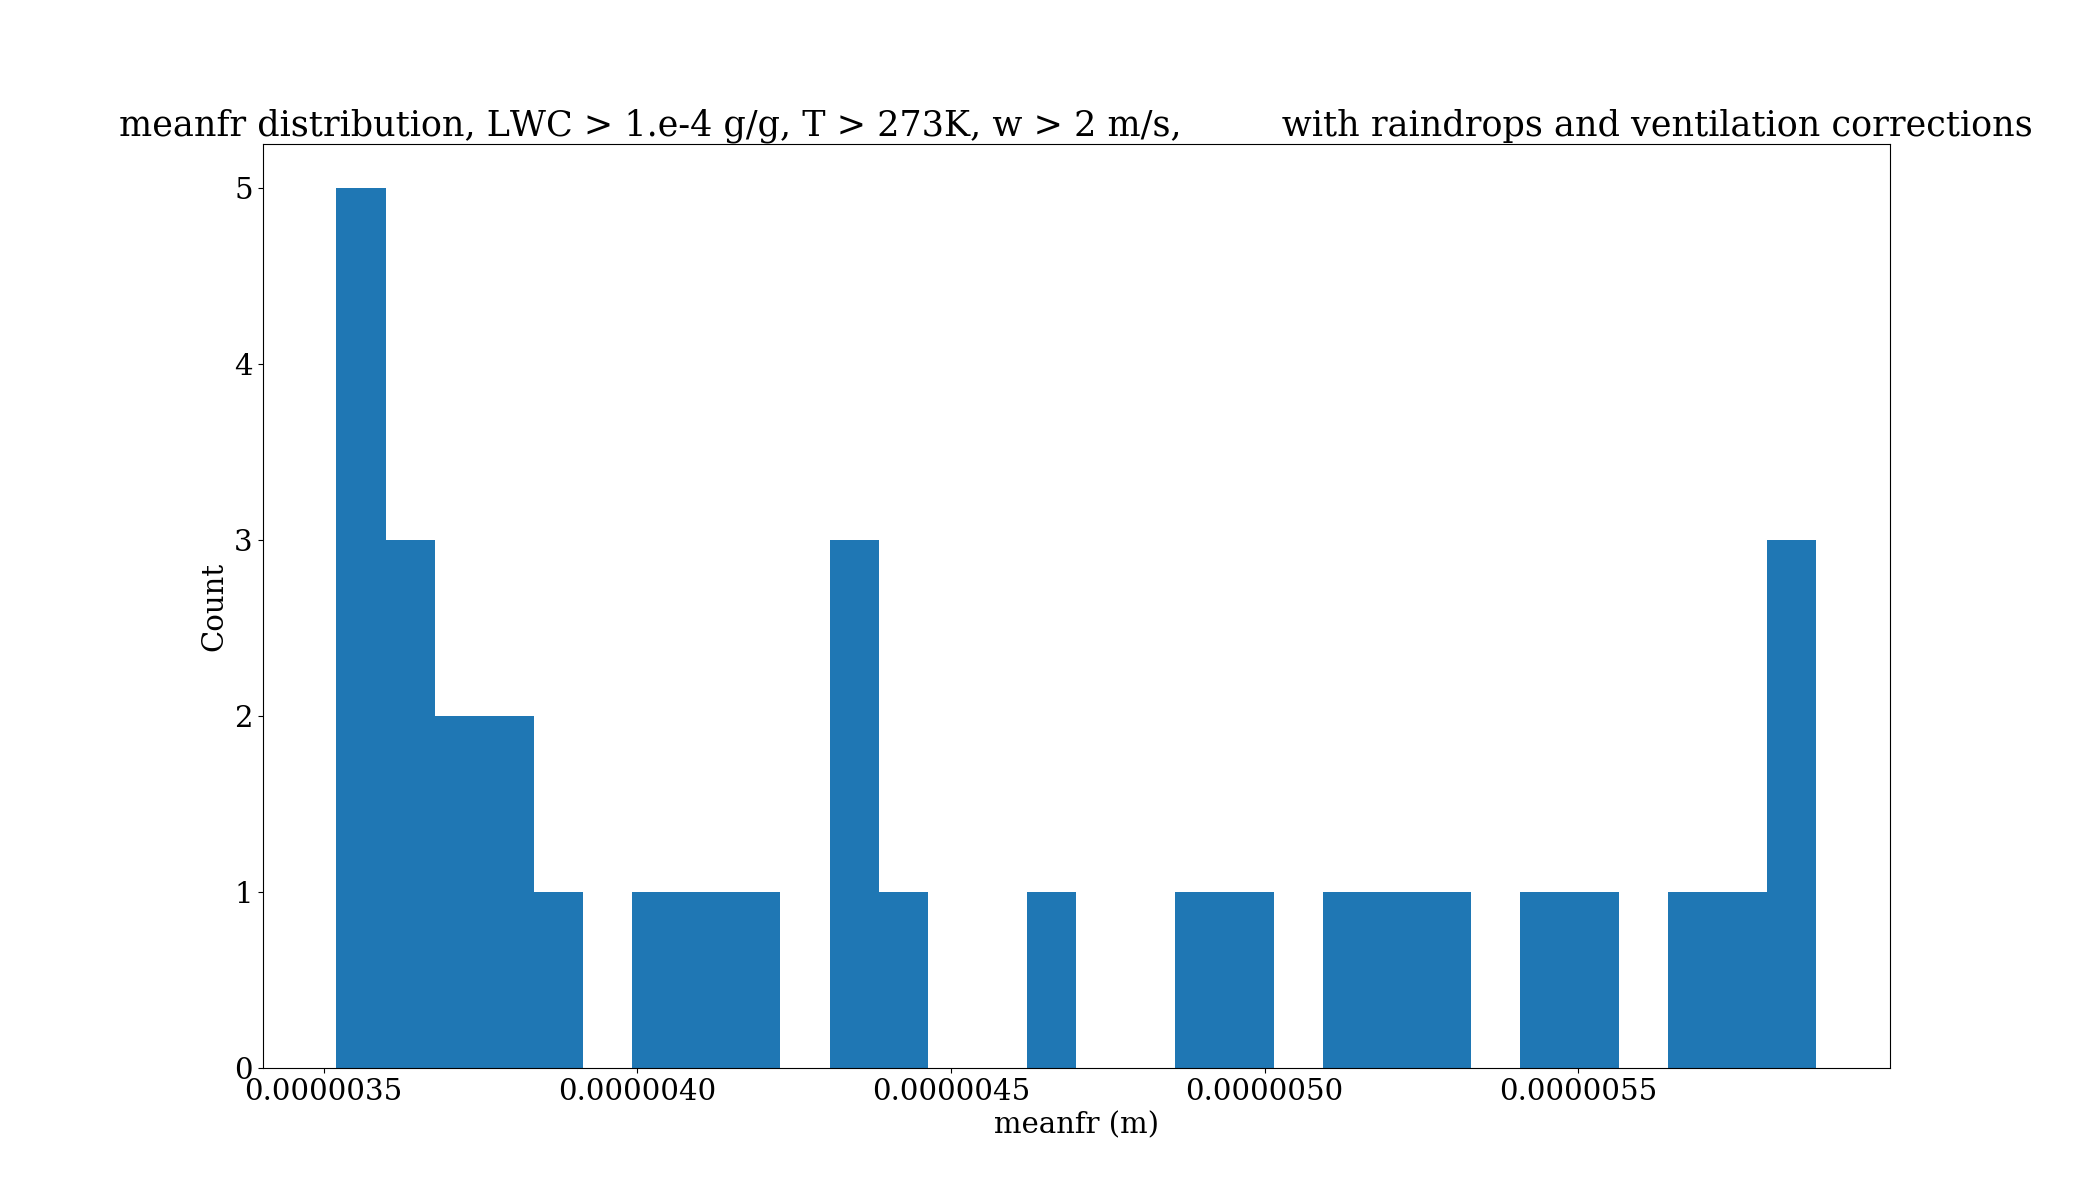 meanfr distribution, LWC > 1.e-4 g/g, T > 273K, w > 2 m/s,         with raindrops and ventilation corrections
5
4
3
2
1
0
Count
0.0000035 0.0000040 0.0000045 0.0000050 0.0000055
meanfr (m)